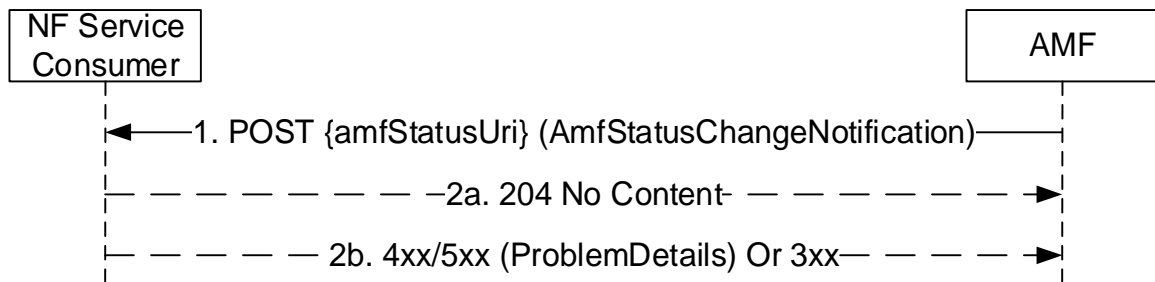 NF Service
Consumer
AMF
1. POST {amfStatusUri} (AmfStatusChangeNotification)
2a. 204 No Content
2b. 4xx/5xx (ProblemDetails) Or 3xx